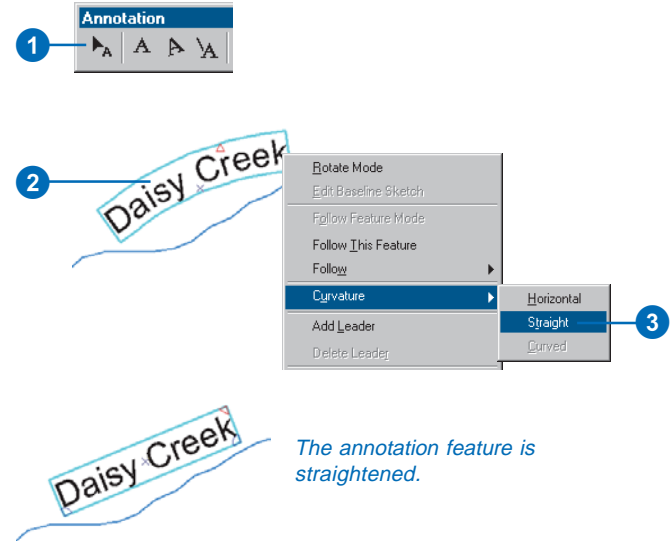 Annotation
1
A A A A
2
Daisy Creek
Rotate Mode
Edit Baseline Sketch
Follow Feature Mode
Follow This Feature
Follow
Curvature
Add Leader
Delete Leader
Horizontal
Straight
Curved
3
Daisy Creek
The annotation feature is
straightened.